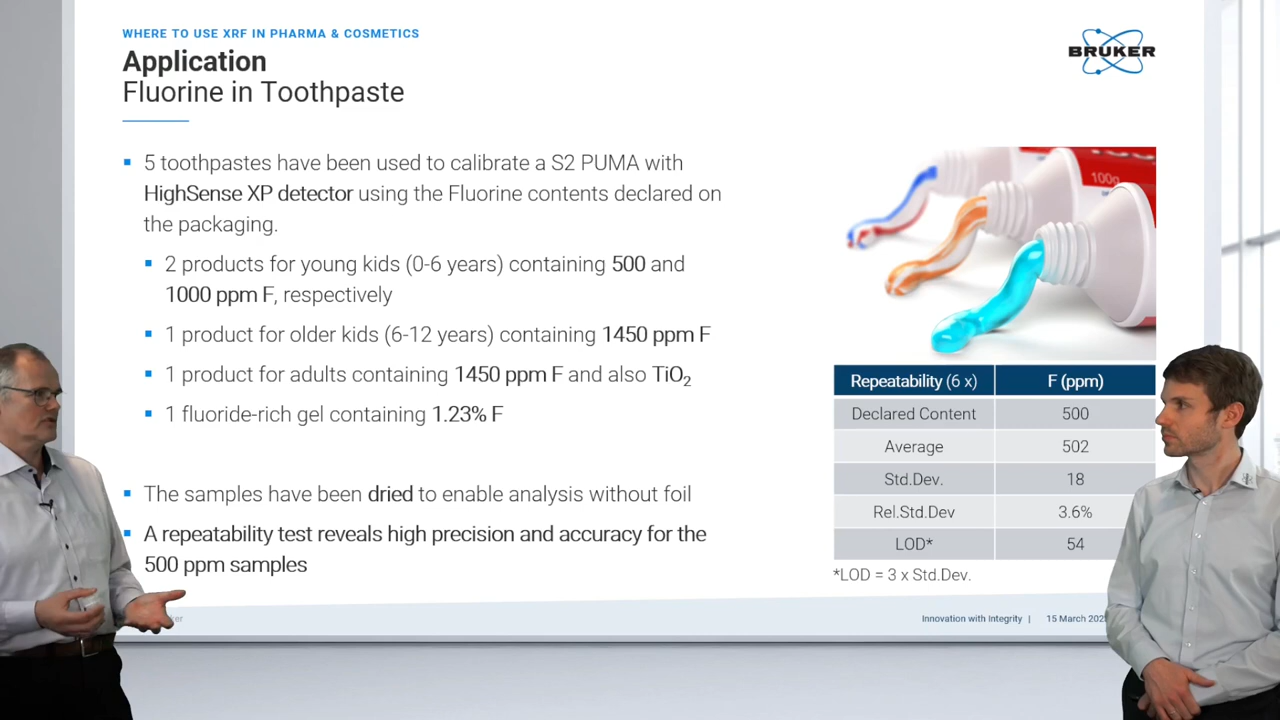 WHERE TO USE XRF IN PHARMA & COSMETICS
Application
Fluorine in Toothpaste
BRUKER
5 toothpastes have been used to calibrate a S2 PUMA with
HighSense XP detector using the Fluorine contents declared on
the packaging.
2 products for young kids (0-6 years) containing 500 and
1000 ppm F, respectively
1 product for older kids (6-12 years) containing 1450 ppm F
1 product for adults containing 1450 ppm F and also TiO₂
1 fluoride-rich gel containing 1.23% F
The samples have been dried to enable analysis without foil
A repeatability test reveals high precision and accuracy for the
500 ppm samples
100g
Repeatability (6 x) F (ppm)
Declared Content 500
Average 502
Std.Dev. 18
Rel.Std.Dev 3.6%
LOD* 54
*LOD = 3 x Std.Dev.
Innovation with Integrity | 15 March